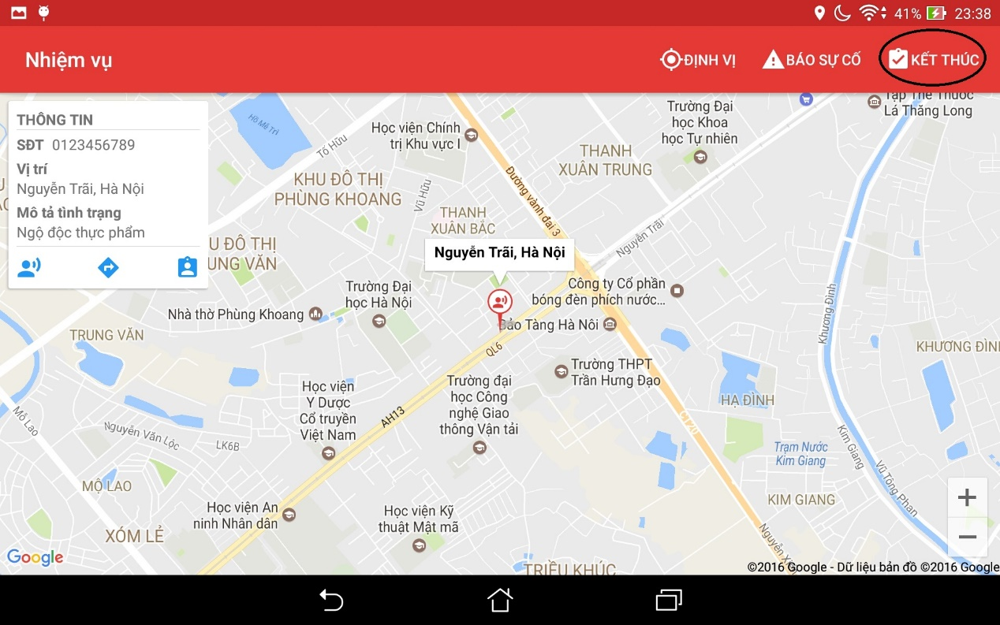 41% 23:38
Nhiệm vụ
ĐỊNH VỊ
BÁO SỰ CỐ
KẾT THÚC
THÔNG TIN
SĐT 0123456789
Vị trí
Nguyễn Trãi, Hà Nội
Mô tả tình trạng
Ngộ độc thực phẩm
Hồ Mễ Trì
Tố Hữu
Học viện Chính
trị Khu vực I
Trường Đại
học Khoa
học Tự nhiên
Tập Thể Thuốc
Lá Thăng Long
THANH
XUÂN TRUNG
KHU ĐÔ THỊ
PHÙNG KHOANG
Vũ Hữu
Đường vành đai 3
THANH
XUÂN BẮC
Nguyễn Trãi
U ĐÔ THỊ
UNG VĂN
Nguyễn Trãi, Hà Nội
Trường Đại
học Hà Nội
Công ty Cổ phần
bóng đèn phích nước...
Nhà thờ Phùng Khoang
Bảo Tàng Hà Nội
TRUNG VĂN
QL6
Khương Đình
KHƯƠNG ĐÌN
Trường THPT
Trần Hưng Đạo
Học viện
Y Dược
Cổ truyền
Việt Nam
Trường đại
học Công
nghệ Giao
thông Vận tải
AH13
HẠ ĐÌNH
CT20
Mỗ Lao
Nguyễn Văn Lộc
LK6B
Trạm Nước
Kim Giang
Kim Giang
Vũ Tông Phan
MỘ LAO
KIM GIANG
Học viện An
ninh Nhân dân
Học viện Kỹ
thuật Mật mã
XÓM LẺ
Nguyễn Xi
TRIỀU KHÚC
Google
©2016 Google - Dữ liệu bản đồ ©2016 Google